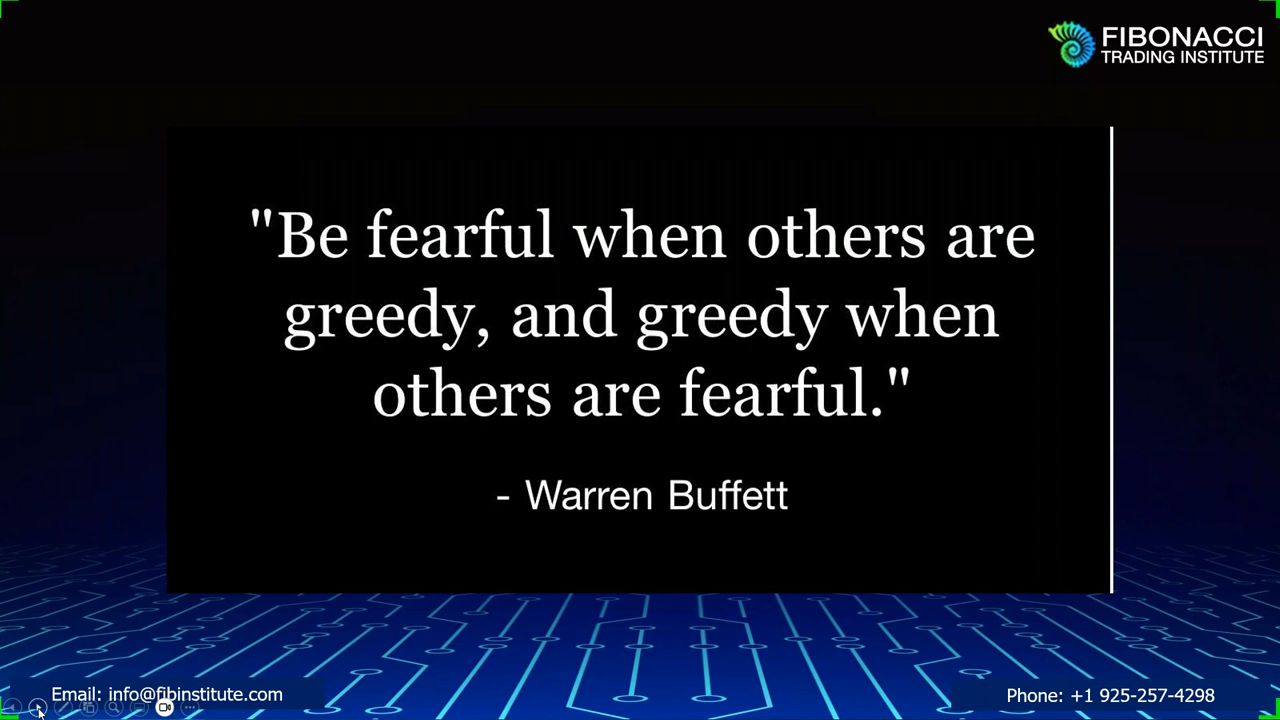 FIBONACCI
TRADING INSTITUTE
"Be fearful when others are
greedy, and greedy when
others are fearful."
- Warren Buffett
Email: info@fibinstitute.com
Phone: +1 925-257-4298